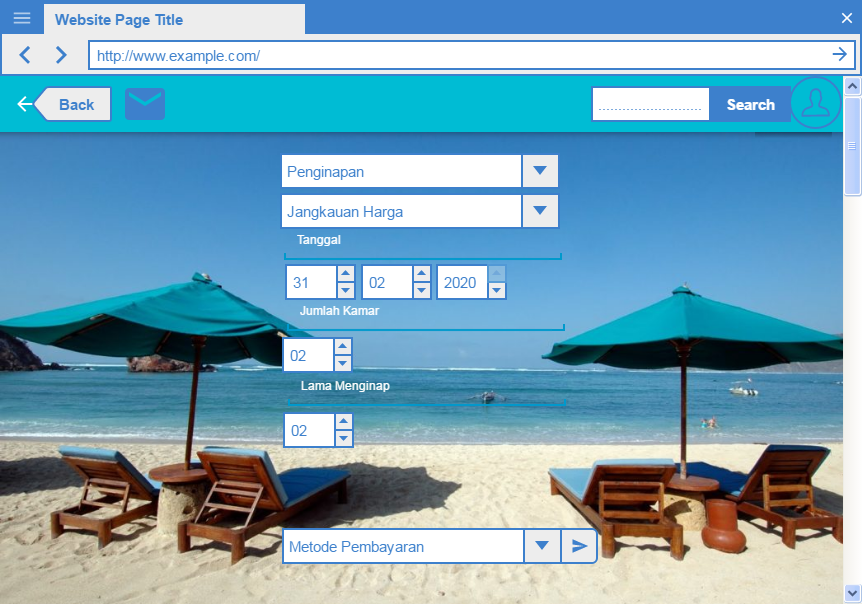 Website Page Title
http://www.example.com/
Back
Search
Penginapan
Jangkauan Harga
Tanggal
31 02 2020
Jumlah Kamar
02
Lama Menginap
02
Metode Pembayaran